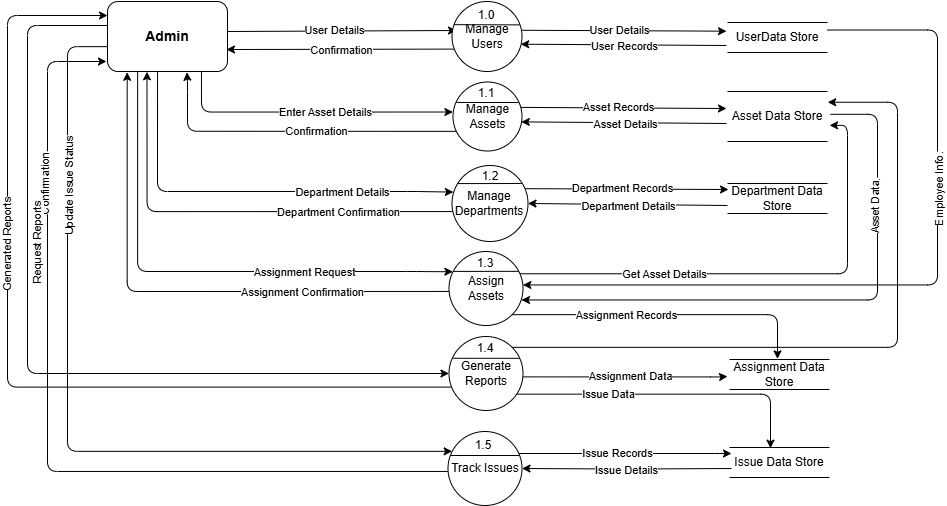 Admin
User Details
Confirmation
1.0
Manage
Users
User Details
User Records
UserData Store
Enter Asset Details
Confirmation
1.1
Manage
Assets
Asset Records
Asset Details
Asset Data Store
Department Details
Department Confirmation
1.2
Manage
Departments
Department Records
Department Details
Department Data
Store
Assignment Request
Assignment Confirmation
1.3
Assign
Assets
Get Asset Details
Assignment Records
1.4
Generate
Reports
Assignment Data
Issue Data
Assignment Data
Store
1.5
Track Issues
Issue Records
Issue Details
Issue Data Store
Generated Reports
Request Reports
Confirmation
Update Issue Status
Asset Data.
Employee Info.